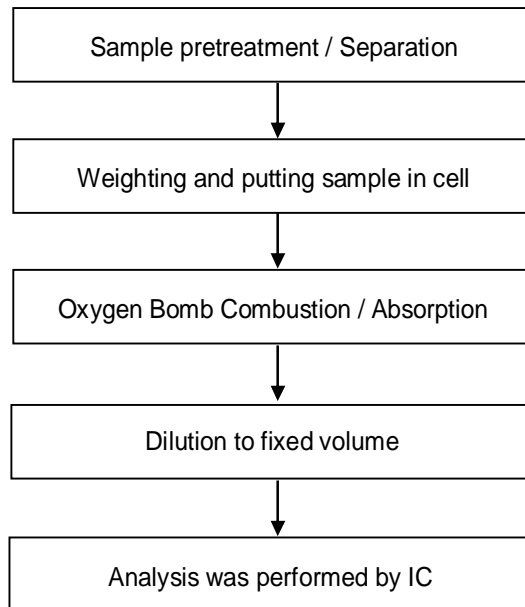 Sample pretreatment / Separation
Weighting and putting sample in cell
Oxygen Bomb Combustion / Absorption
Dilution to fixed volume
Analysis was performed by IC